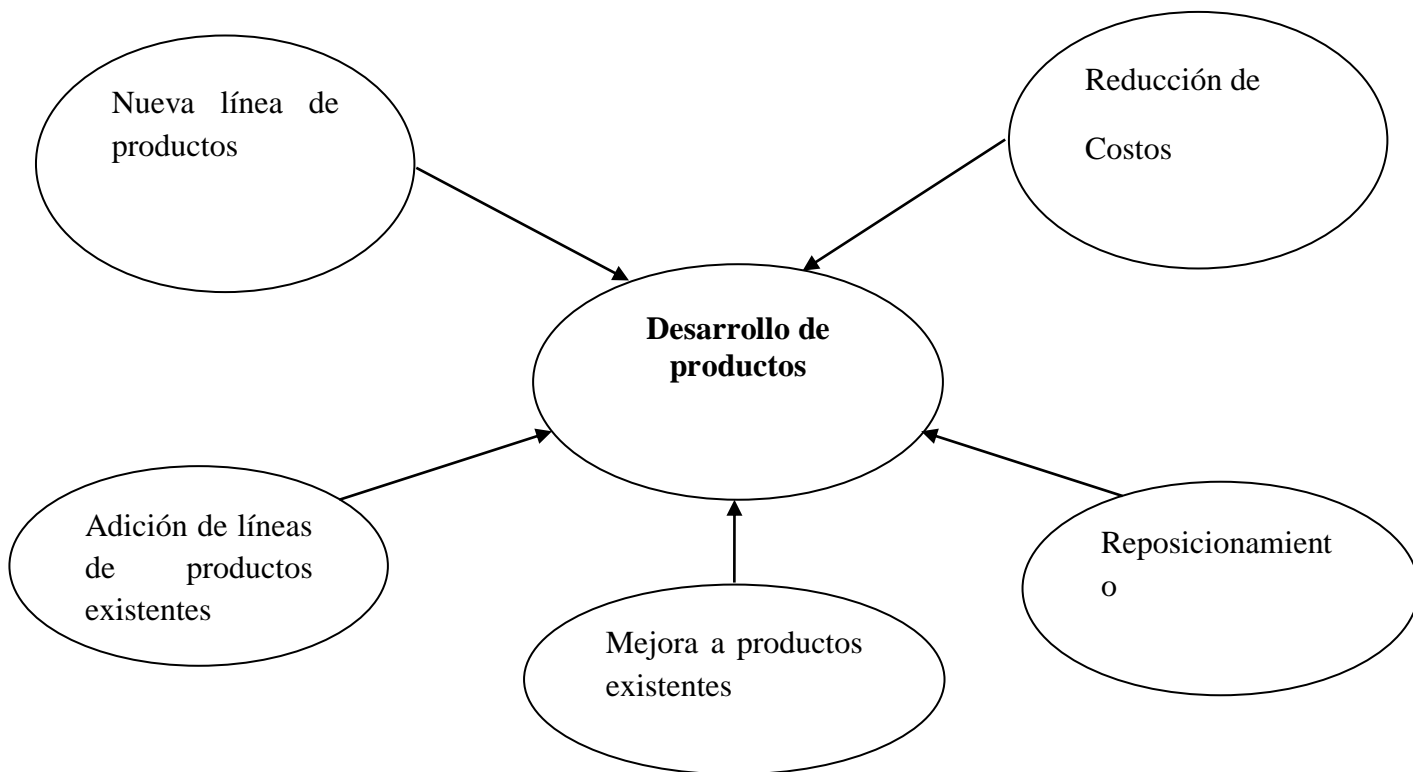 Nueva línea de
productos
Reducción de
Costos
Desarrollo de
productos
Adición de líneas
de productos
existentes
Mejora a productos
existentes
Reposicionamient
o